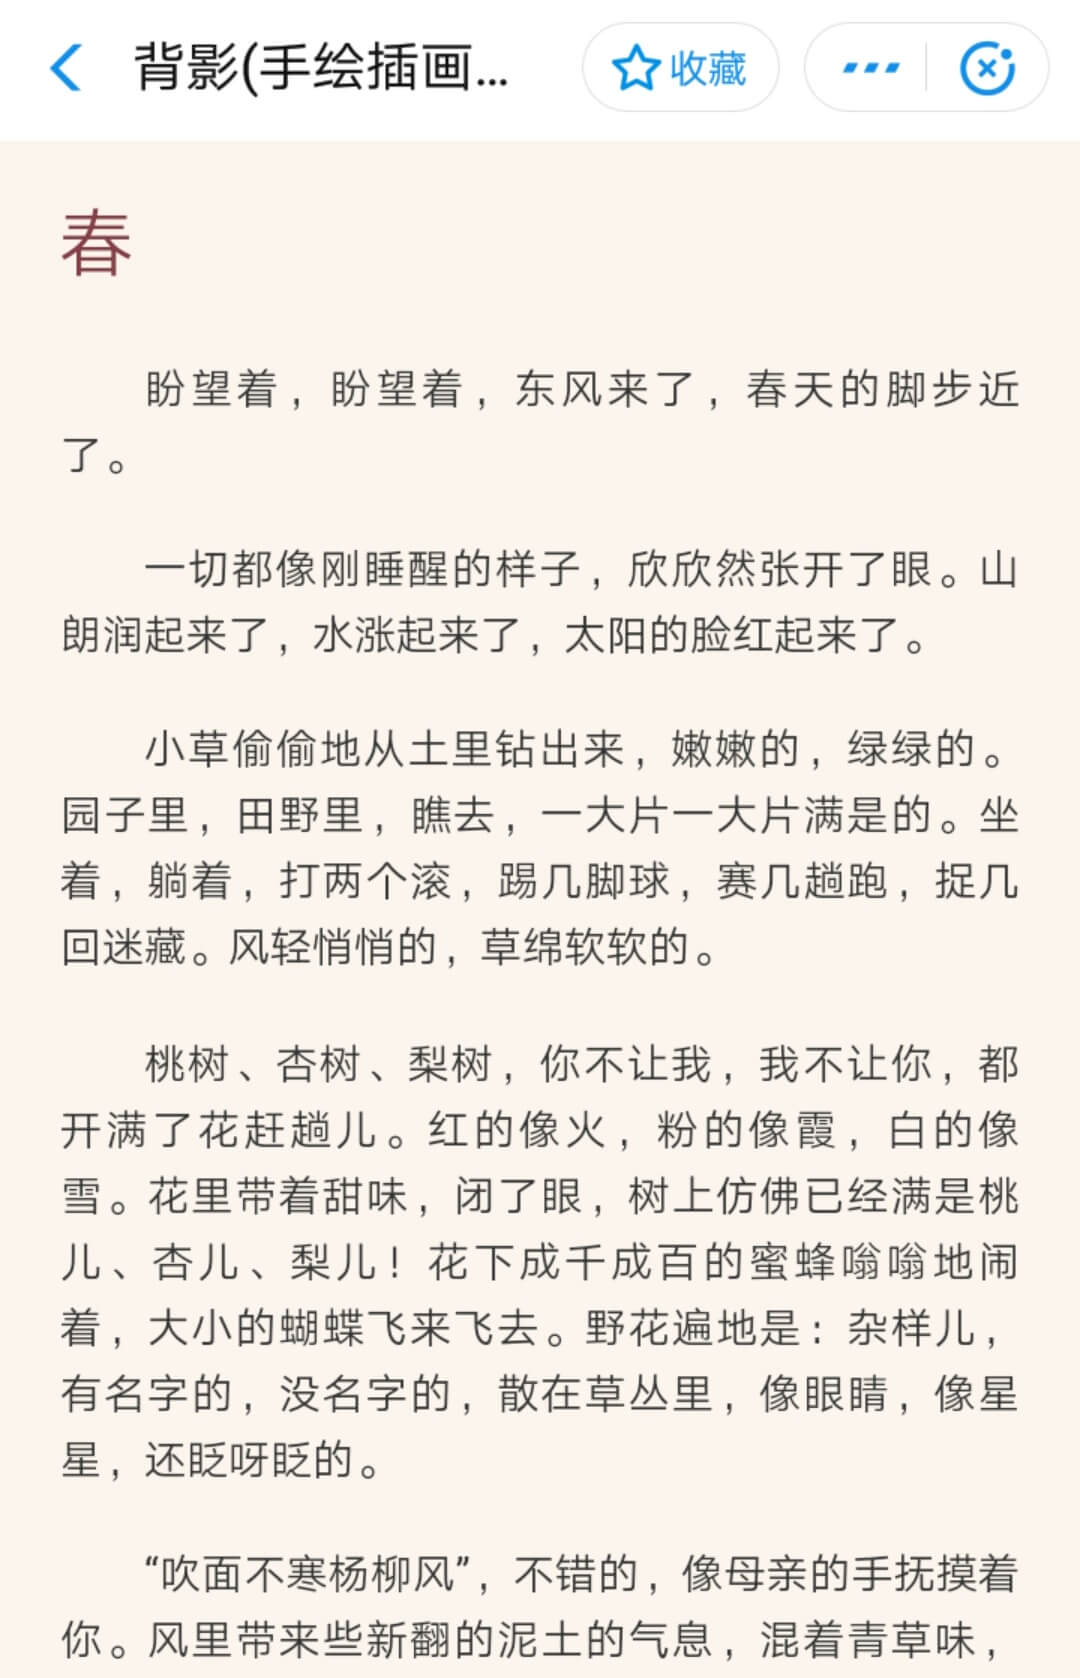 背影(手绘插画...
收藏
春
盼望着，盼望着，东风来了，春天的脚步近
了。
一切都像刚睡醒的样子，欣欣然张开了眼。山
朗润起来了，水涨起来了，太阳的脸红起来了。
小草偷偷地从土里钻出来，嫩嫩的，绿绿的。
园子里，田野里，瞧去，一大片一大片满是的。坐
着，躺着，打两个滚，踢几脚球，赛几趟跑，捉几
回迷藏。风轻悄悄的，草绵软软的。
桃树、杏树、梨树，你不让我，我不让你，都
开满了花赶趟儿。红的像火，粉的像霞，白的像
雪。花里带着甜味，闭了眼，树上仿佛已经满是桃
儿、杏儿、梨儿！花下成千成百的蜜蜂嗡嗡地闹
着，大小的蝴蝶飞来飞去。野花遍地是：杂样儿，
有名字的，没名字的，散在草丛里，像眼睛，像星
星，还眨呀眨的。
“吹面不寒杨柳风”，不错的，像母亲的手抚摸着
你。风里带来些新翻的泥土的气息，混着青草味，